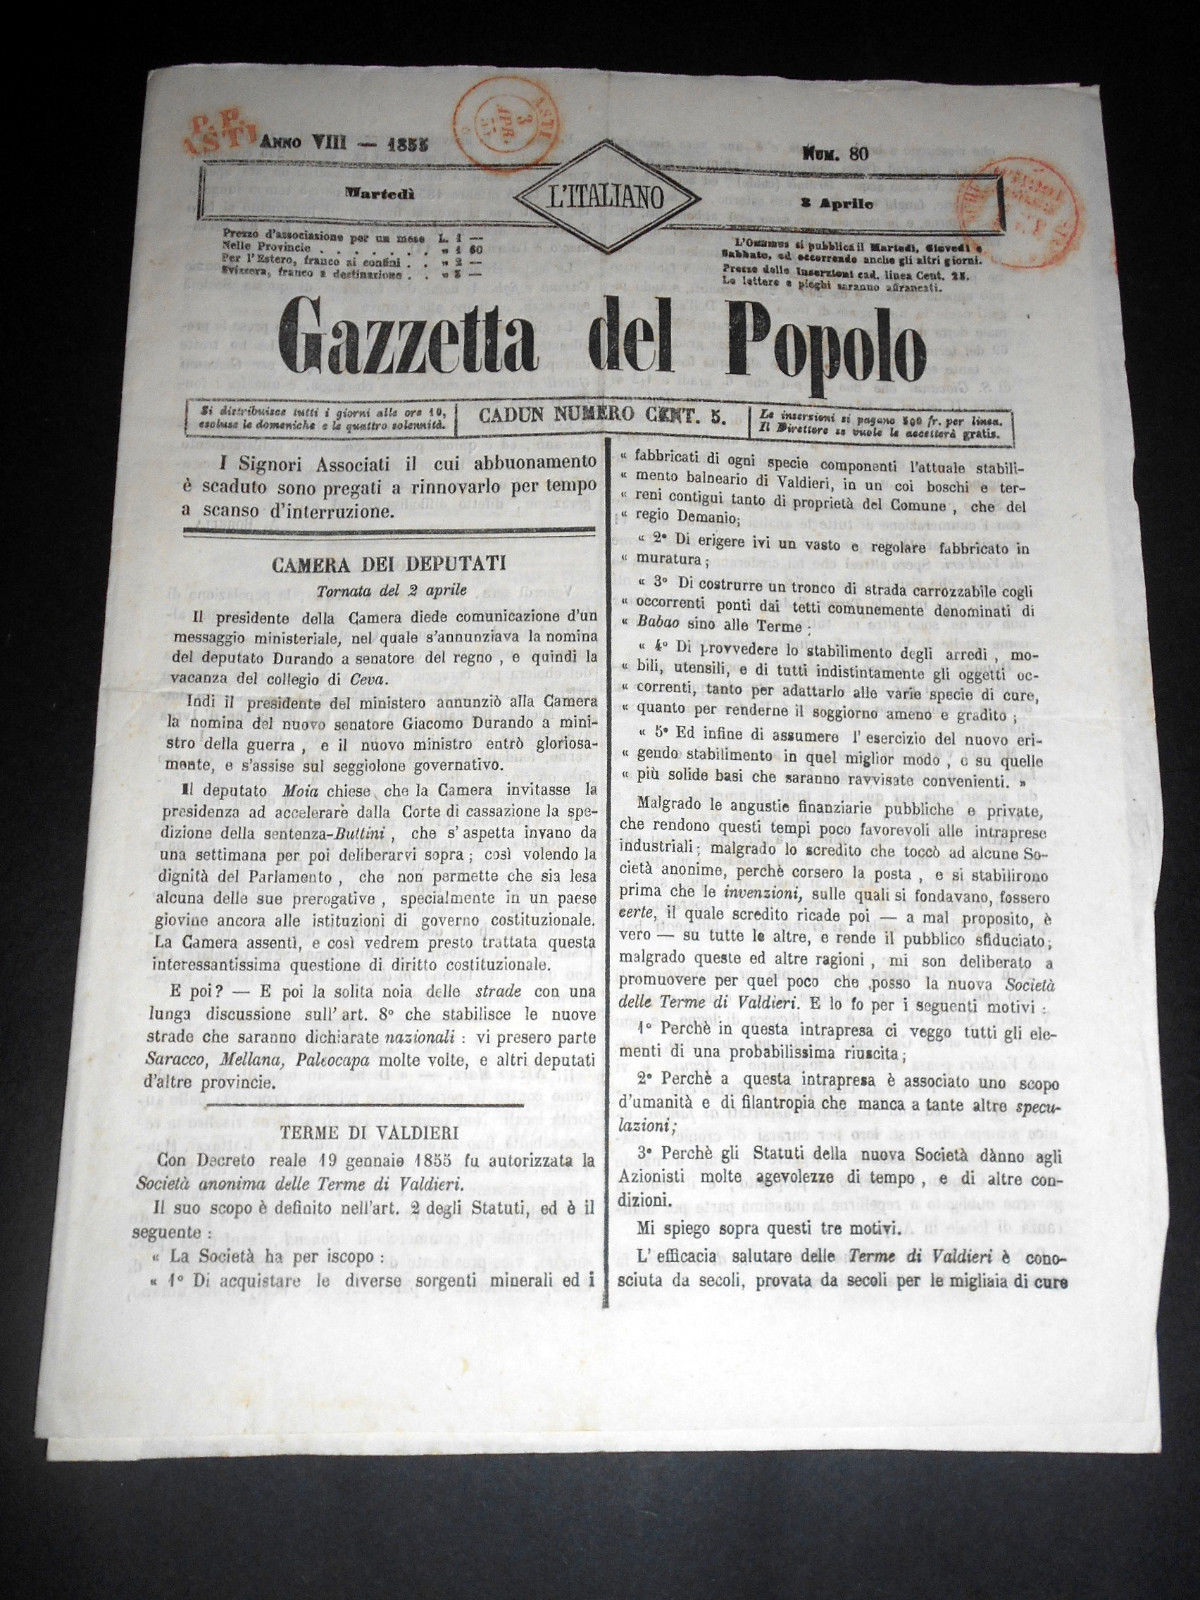 P. P.
ASTI
ASTI
3
APR.
55
ANNO VIII — 1855
NUM. 80
Martedì
L'ITALIANO
3 Aprile
Prezzo d'associazione per un mese L. 1 —
Nelle Provincie . . . . . . . » 1 60
Per l'Estero, franco ai confini . . » 2 —
Svizzera, franco a destinazione . . » 3 —
si pubblica il Martedì, Giovedì e
Sabbato, ed occorrendo anche gli altri giorni.
Prezzo delle Inserzioni cad. linea Cent. 25.
Le lettere e pieghi saranno affrancati.
Gazzetta del Popolo
Si distribuisce tutti i giorni alle ore 10,
escluse le domeniche e le quattro solennità.
CADUN NUMERO CENT. 5.
Le inserzioni si pagano 500 fr. per linea.
Il Direttore se vuole le accetterà gratis.
I Signori Associati il cui abbuonamento
è scaduto sono pregati a rinnovarlo per tempo
a scanso d'interruzione.
CAMERA DEI DEPUTATI
Tornata del 2 aprile
Il presidente della Camera diede comunicazione d'un
messaggio ministeriale, nel quale s'annunziava la nomina
del deputato Durando a senatore del regno, e quindi la
vacanza del collegio di Ceva.
Indi il presidente del ministero annunziò alla Camera
la nomina del nuovo senatore Giacomo Durando a mini-
stro della guerra, e il nuovo ministro entrò gloriosa-
mente, e s'assise sul seggiolone governativo.
Il deputato Moia chiese che la Camera invitasse la
presidenza ad accelerare dalla Corte di cassazione la spe-
dizione della sentenza-Buttini, che s'aspetta invano da
una settimana per poi deliberarvi sopra; così volendo la
dignità del Parlamento, che non permette che sia lesa
alcuna delle sue prerogative, specialmente in un paese
giovine ancora alle istituzioni di governo costituzionale.
La Camera assentì, e così vedrem presto trattata questa
interessantissima questione di diritto costituzionale.
E poi? — E poi la solita noia delle strade con una
lunga discussione sull'art. 8º che stabilisce le nuove
strade che saranno dichiarate nazionali: vi presero parte
Saracco, Mellana, Paleocapa molte volte, e altri deputati
d'altre provincie.
TERME DI VALDIERI
Con Decreto reale 19 gennaio 1855 fu autorizzata la
Società anonima delle Terme di Valdieri.
Il suo scopo è definito nell'art. 2 degli Statuti, ed è il
seguente:
« La Società ha per iscopo:
« 1º Di acquistare le diverse sorgenti minerali ed i
« fabbricati di ogni specie componenti l'attuale stabili-
« mento balneario di Valdieri, in un coi boschi e ter-
« reni contigui tanto di proprietà del Comune, che del
« regio Demanio;
« 2º Di erigere ivi un vasto e regolare fabbricato in
« muratura;
« 3º Di costrurre un tronco di strada carrozzabile cogli
« occorrenti ponti dai tetti comunemente denominati di
« Babao sino alle Terme;
« 4º Di provvedere lo stabilimento degli arredi, mo-
« bili, utensili, e di tutti indistintamente gli oggetti oc-
« correnti, tanto per adattarlo alle varie specie di cure,
« quanto per renderne il soggiorno ameno e gradito;
« 5º Ed infine di assumere l'esercizio del nuovo eri-
« gendo stabilimento in quel miglior modo, e su quelle
« più solide basi che saranno ravvisate convenienti. »
Malgrado le angustie finanziarie pubbliche e private,
che rendono questi tempi poco favorevoli alle intraprese
industriali; malgrado lo scredito che toccò ad alcune So-
cietà anonime, perchè corsero la posta, e si stabilirono
prima che le invenzioni, sulle quali si fondavano, fossero
certe, il quale scredito ricade poi — a mal proposito, è
vero — su tutte le altre, e rende il pubblico sfiduciato;
malgrado queste ed altre ragioni, mi son deliberato a
promuovere per quel poco che posso la nuova Società
delle Terme di Valdieri. E lo fo per i seguenti motivi:
1º Perchè in questa intrapresa ci veggo tutti gli ele-
menti di una probabilissima riuscita;
2º Perchè a questa intrapresa è associato uno scopo
d'umanità e di filantropia che manca a tante altre specu-
lazioni;
3º Perchè gli Statuti della nuova Società dànno agli
Azionisti molte agevolezze di tempo, e di altre con-
dizioni.
Mi spiego sopra questi tre motivi.
L'efficacia salutare delle Terme di Valdieri è cono-
sciuta da secoli, provata da secoli per le migliaia di cure